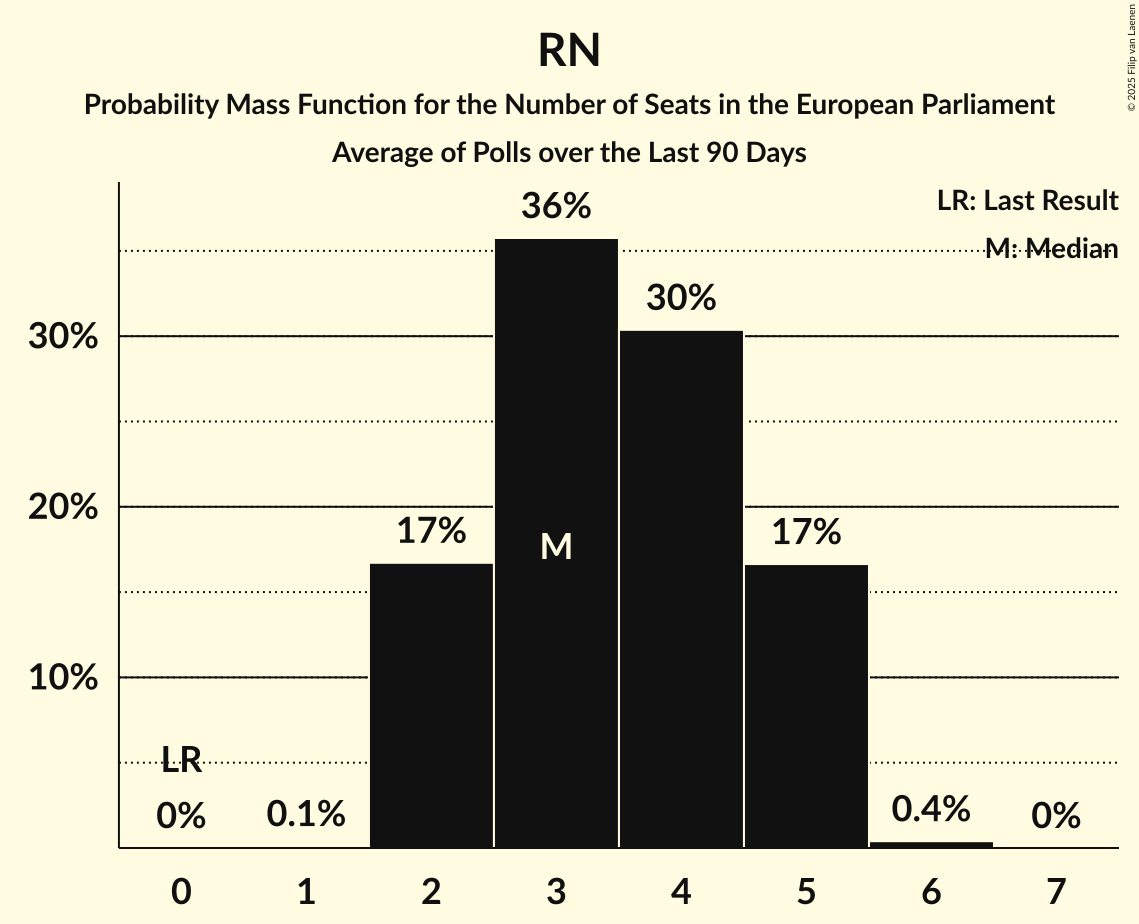 RN
Probability Mass Function for the Number of Seats in the European Parliament
Average of Polls over the Last 90 Days
© 2025 Filip van Laenen
LR: Last Result
M: Median
36%
30%
30%
20%
17%
17%
M
10%
LR
0%
0.1%
0.4%
0%
0 1 2 3 4 5 6 7